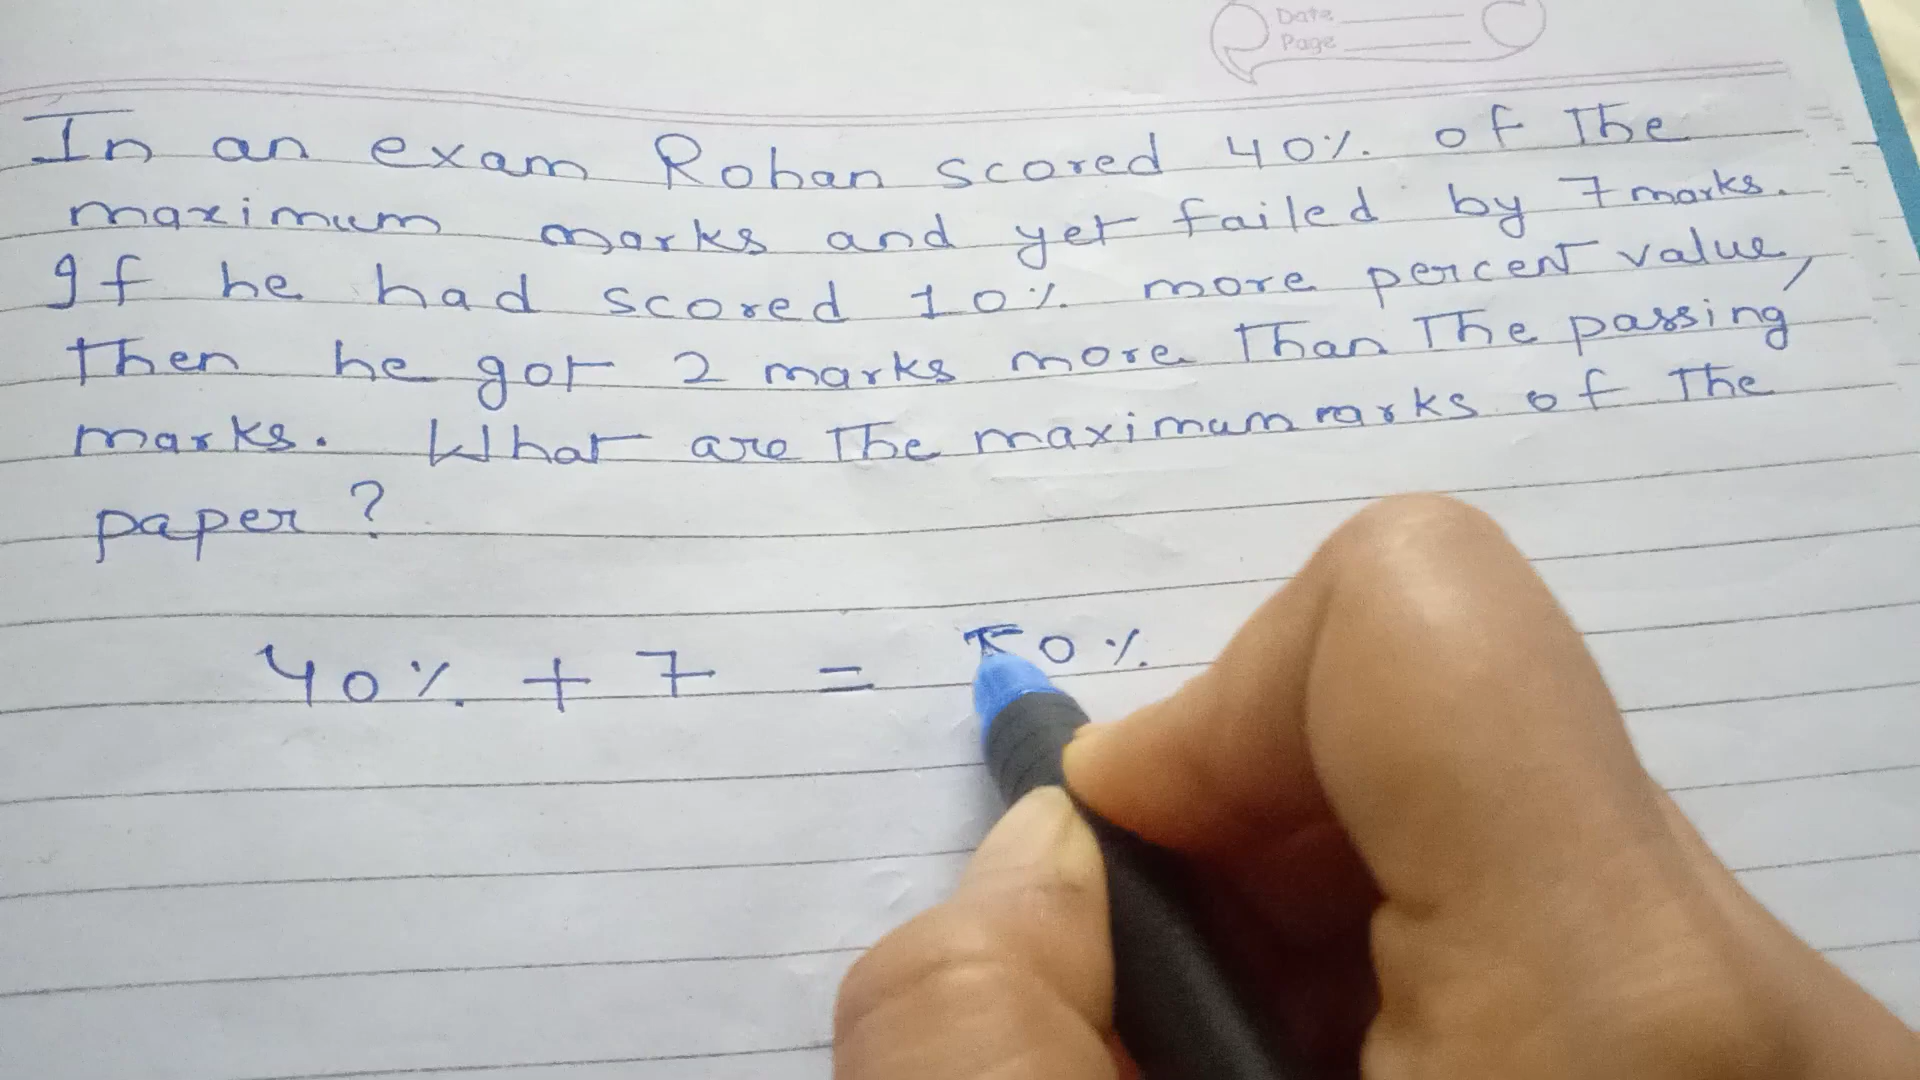 Date
Page
In an exam Rohan scored 40% of the
maximum marks and yet failed by 7 marks.
If he had scored 10% more percent value,
then he got 2 marks more than the passing
marks. What are the maximum marks of the
paper?
40% + 7 = 50%